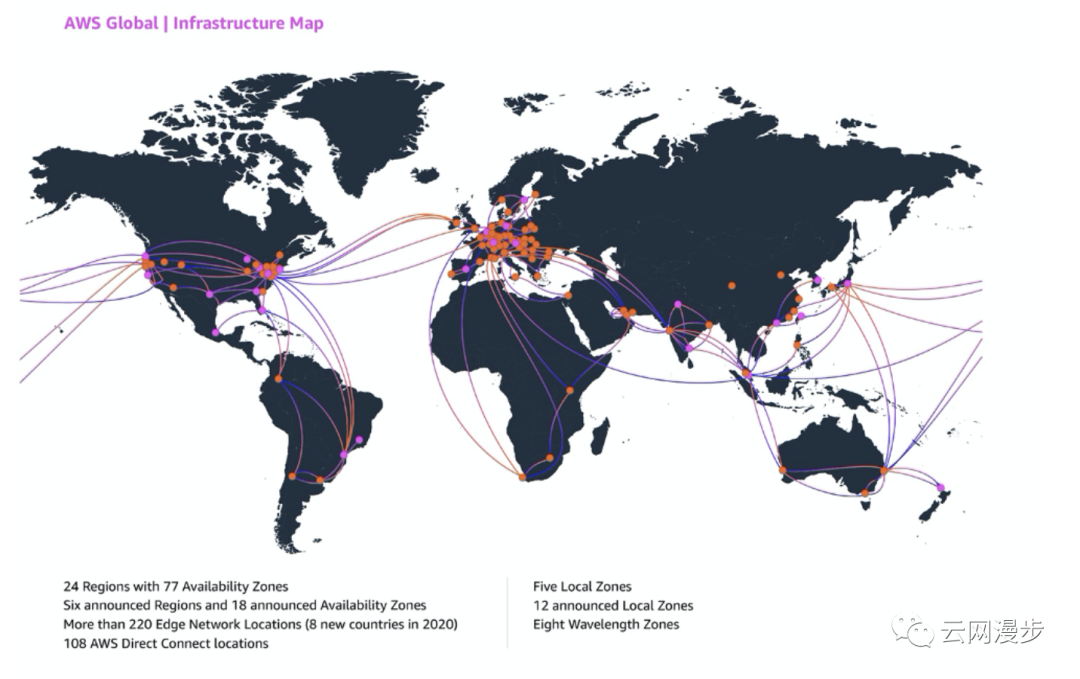 AWS Global | Infrastructure Map
24 Regions with 77 Availability Zones
Six announced Regions and 18 announced Availability Zones
More than 220 Edge Network Locations (8 new countries in 2020)
108 AWS Direct Connect locations
Five Local Zones
12 announced Local Zones
Eight Wavelength Zones
云网漫步